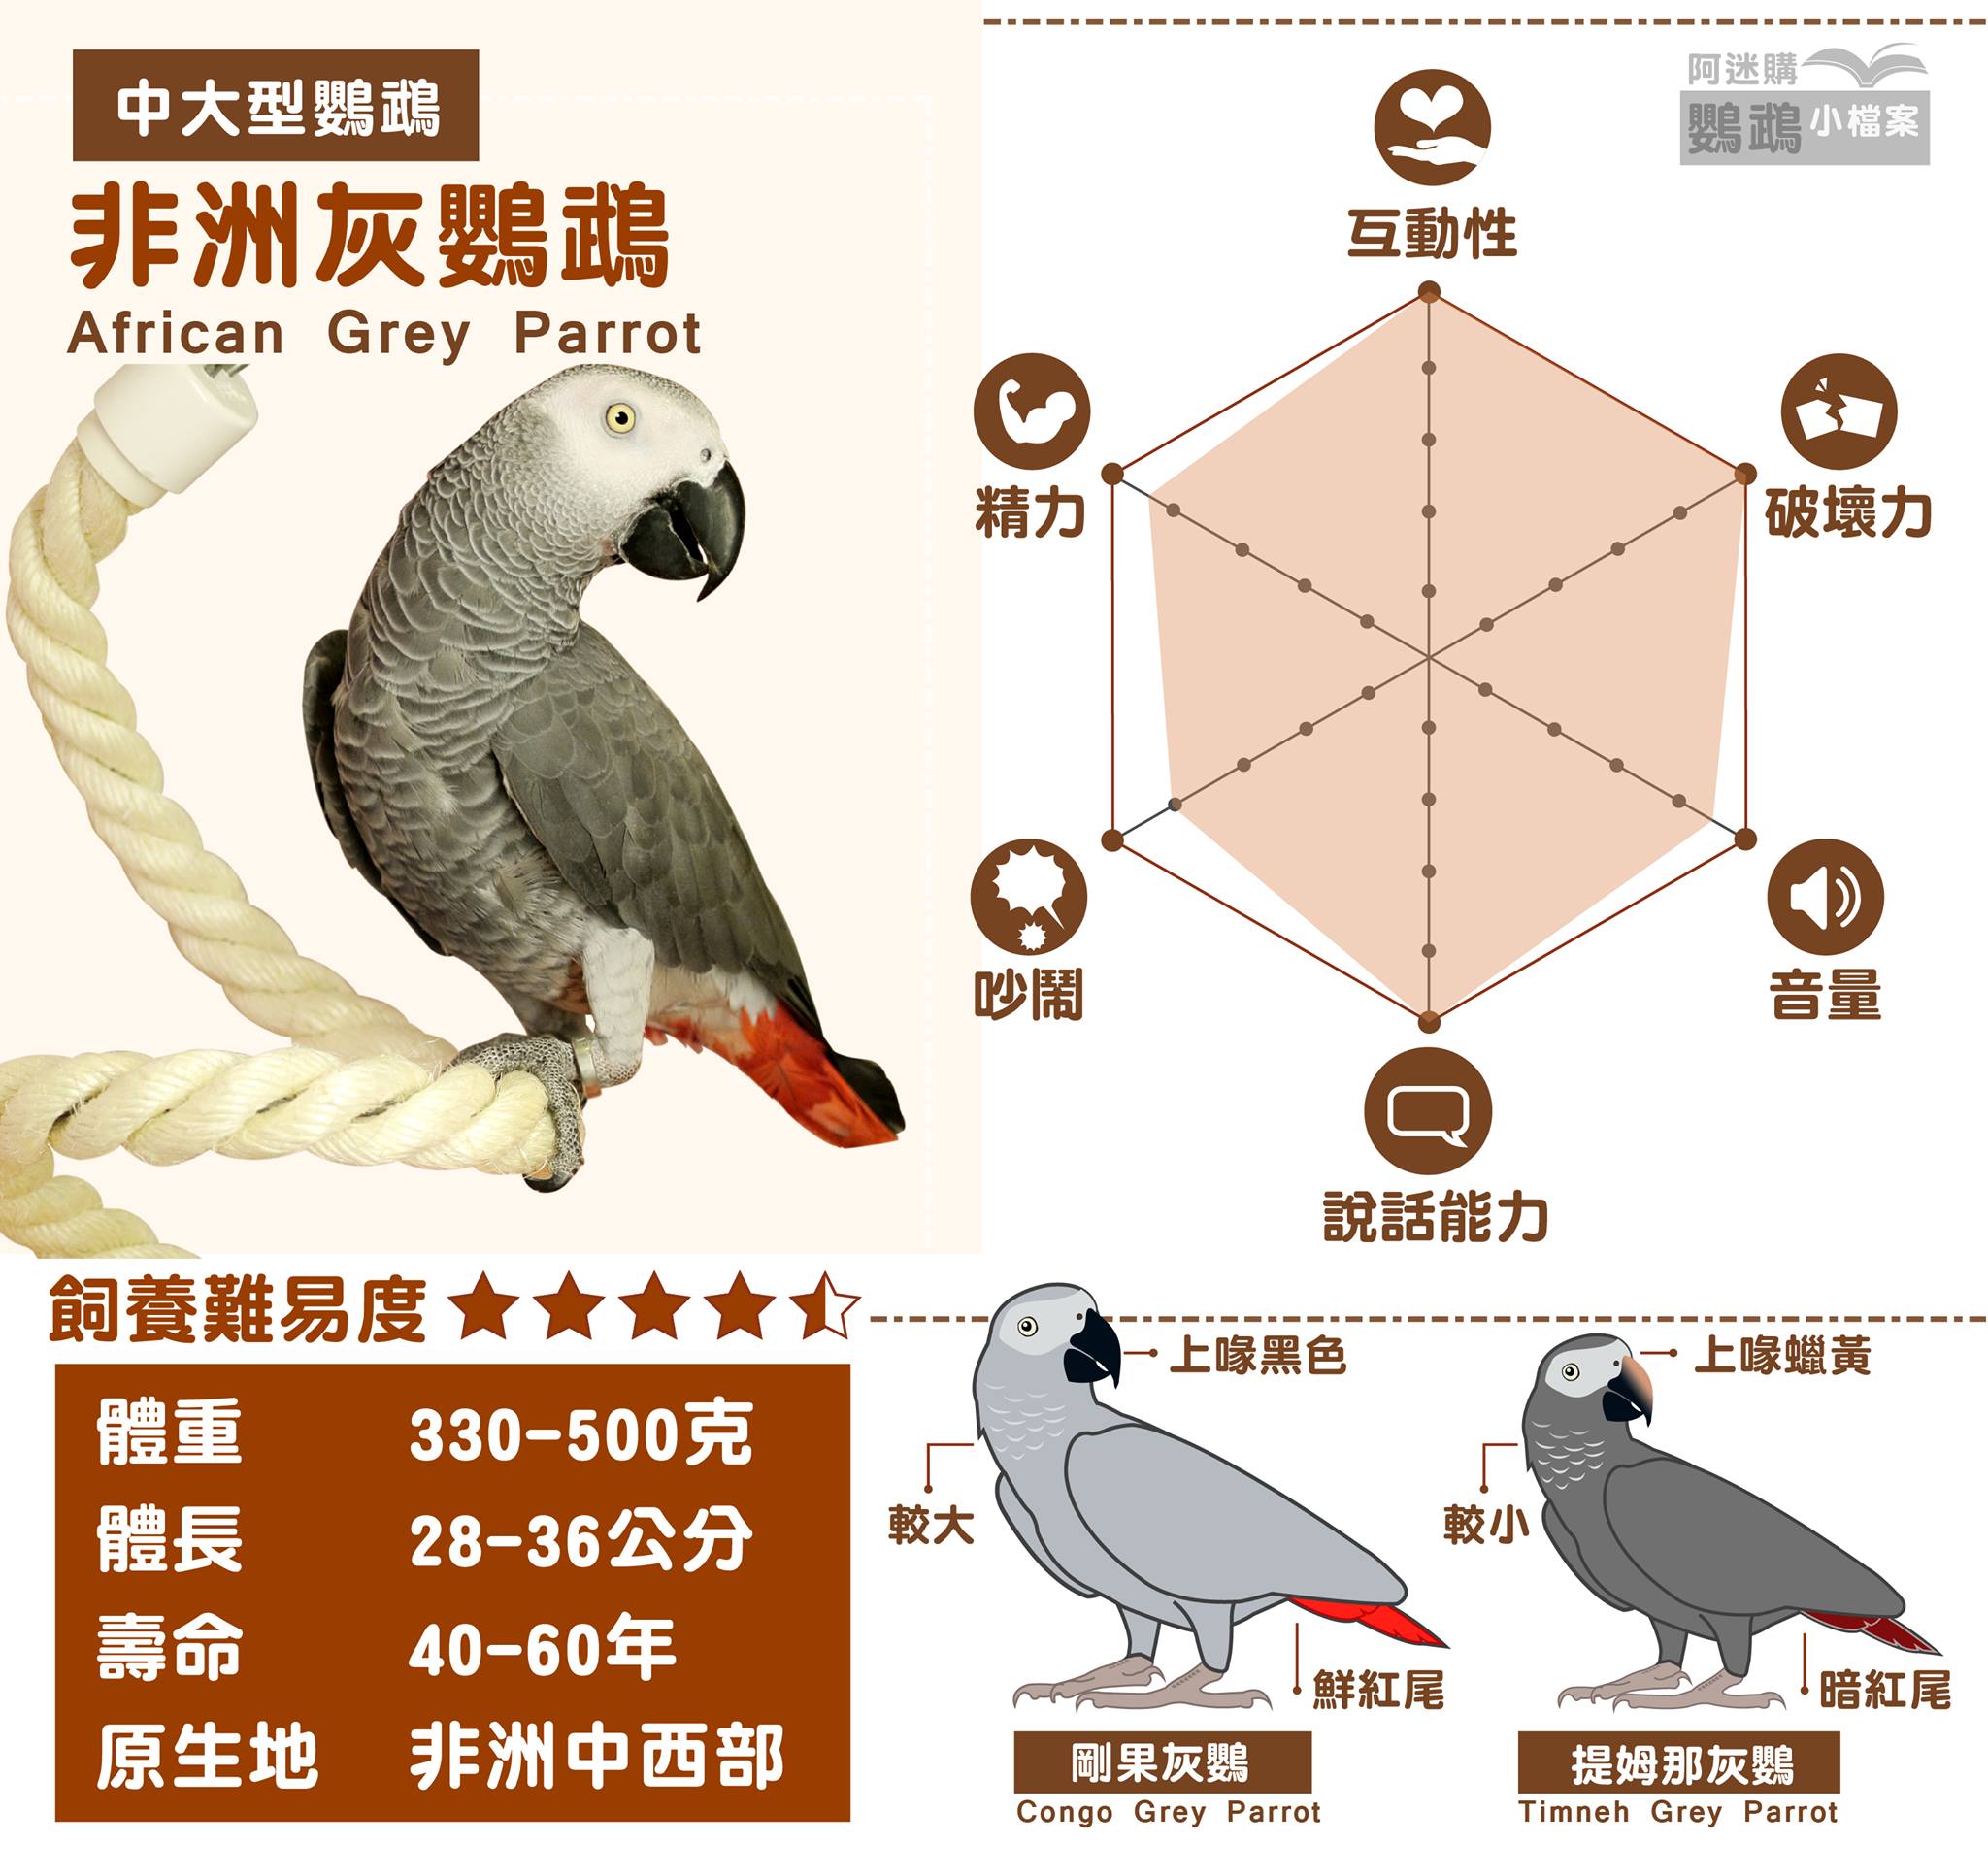 中大型鸚鵡
非洲灰鸚鵡
African Grey Parrot
阿迷購
鸚鵡小檔案
互動性
精力
破壞力
吵鬧
音量
說話能力
飼養難易度
體重 330-500克
體長 28-36公分
壽命 40-60年
原生地 非洲中西部
上喙黑色
較大
鮮紅尾
剛果灰鸚
Congo Grey Parrot
上喙蠟黃
較小
暗紅尾
提姆那灰鸚
Timneh Grey Parrot